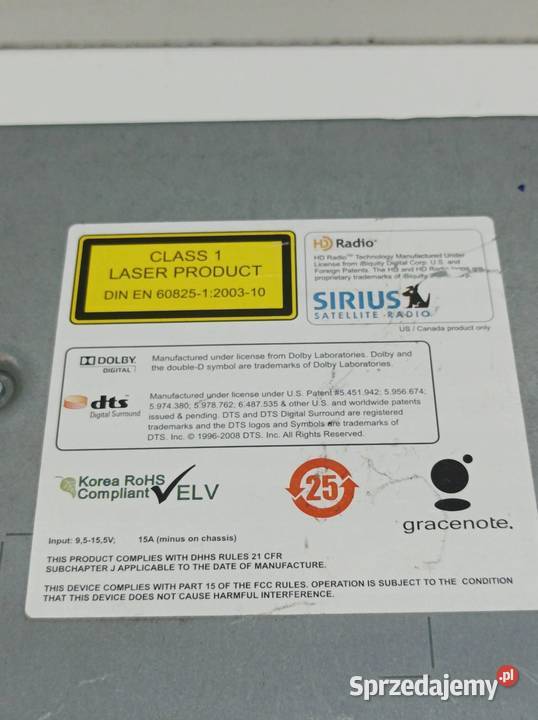 CLASS 1
LASER PRODUCT
DIN EN 60825-1:2003-10
HD Radio
HD Radio™ Technology Manufactured Under
License from iBiquity Digital Corp. U.S. and
Foreign Patents. The HD and HD Radio logos are
proprietary trademarks of iBiquity
SIRIUS
SATELLITE RADIO
US / Canada product only
DOLBY
DIGITAL
Manufactured under license from Dolby Laboratories. Dolby and
the double-D symbol are trademarks of Dolby Laboratories.
dts
Digital Surround
Manufactured under license under U.S. Patent #5.451.942; 5.956.674;
5.974.380; 5.978.762; 6.487.535 & other U.S. and worldwide patents
issued & pending. DTS and DTS Digital Surround are registered
trademarks and the DTS logos and Symbols are trademarks of
DTS. Inc. © 1996-2008 DTS. Inc. All Rights Reserved.
Korea RoHS
Compliant
ELV
25
gracenote.
Input: 9,5-15,5V; 15A (minus on chassis)
THIS PRODUCT COMPLIES WITH DHHS RULES 21 CFR
SUBCHAPTER J APPLICABLE TO THE DATE OF MANUFACTURE.
THIS DEVICE COMPLIES WITH PART 15 OF THE FCC RULES. OPERATION IS SUBJECT TO THE CONDITION
THAT THIS DEVICE DOES NOT CAUSE HARMFUL INTERFERENCE.
Sprzedajemy.pl